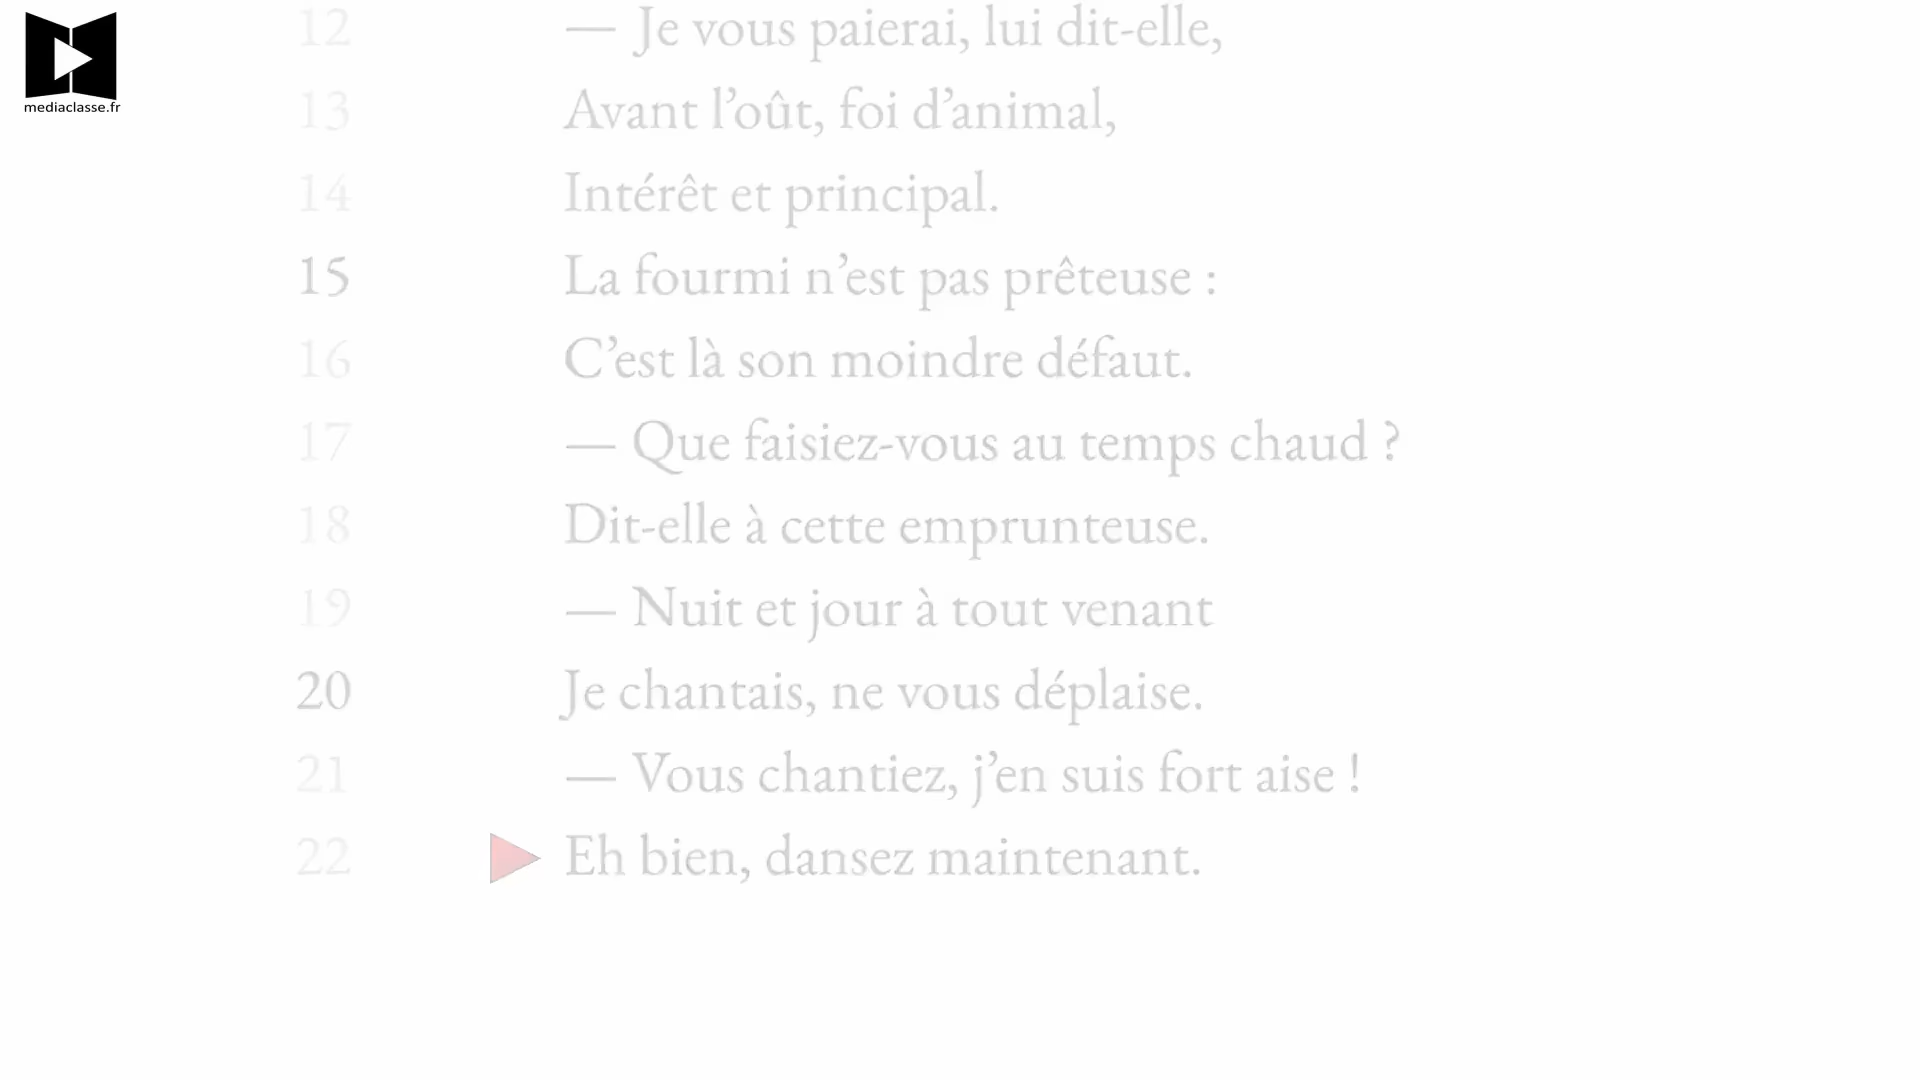 mediaclasse.fr
12 — Je vous paierai, lui dit-elle,
13 Avant l’oût, foi d’animal,
14 Intérêt et principal.
15 La fourmi n’est pas prêteuse :
16 C’est là son moindre défaut.
17 — Que faisiez-vous au temps chaud ?
18 Dit-elle à cette emprunteuse.
19 — Nuit et jour à tout venant
20 Je chantais, ne vous déplaise.
21 — Vous chantiez, j’en suis fort aise !
22 Eh bien, dansez maintenant.